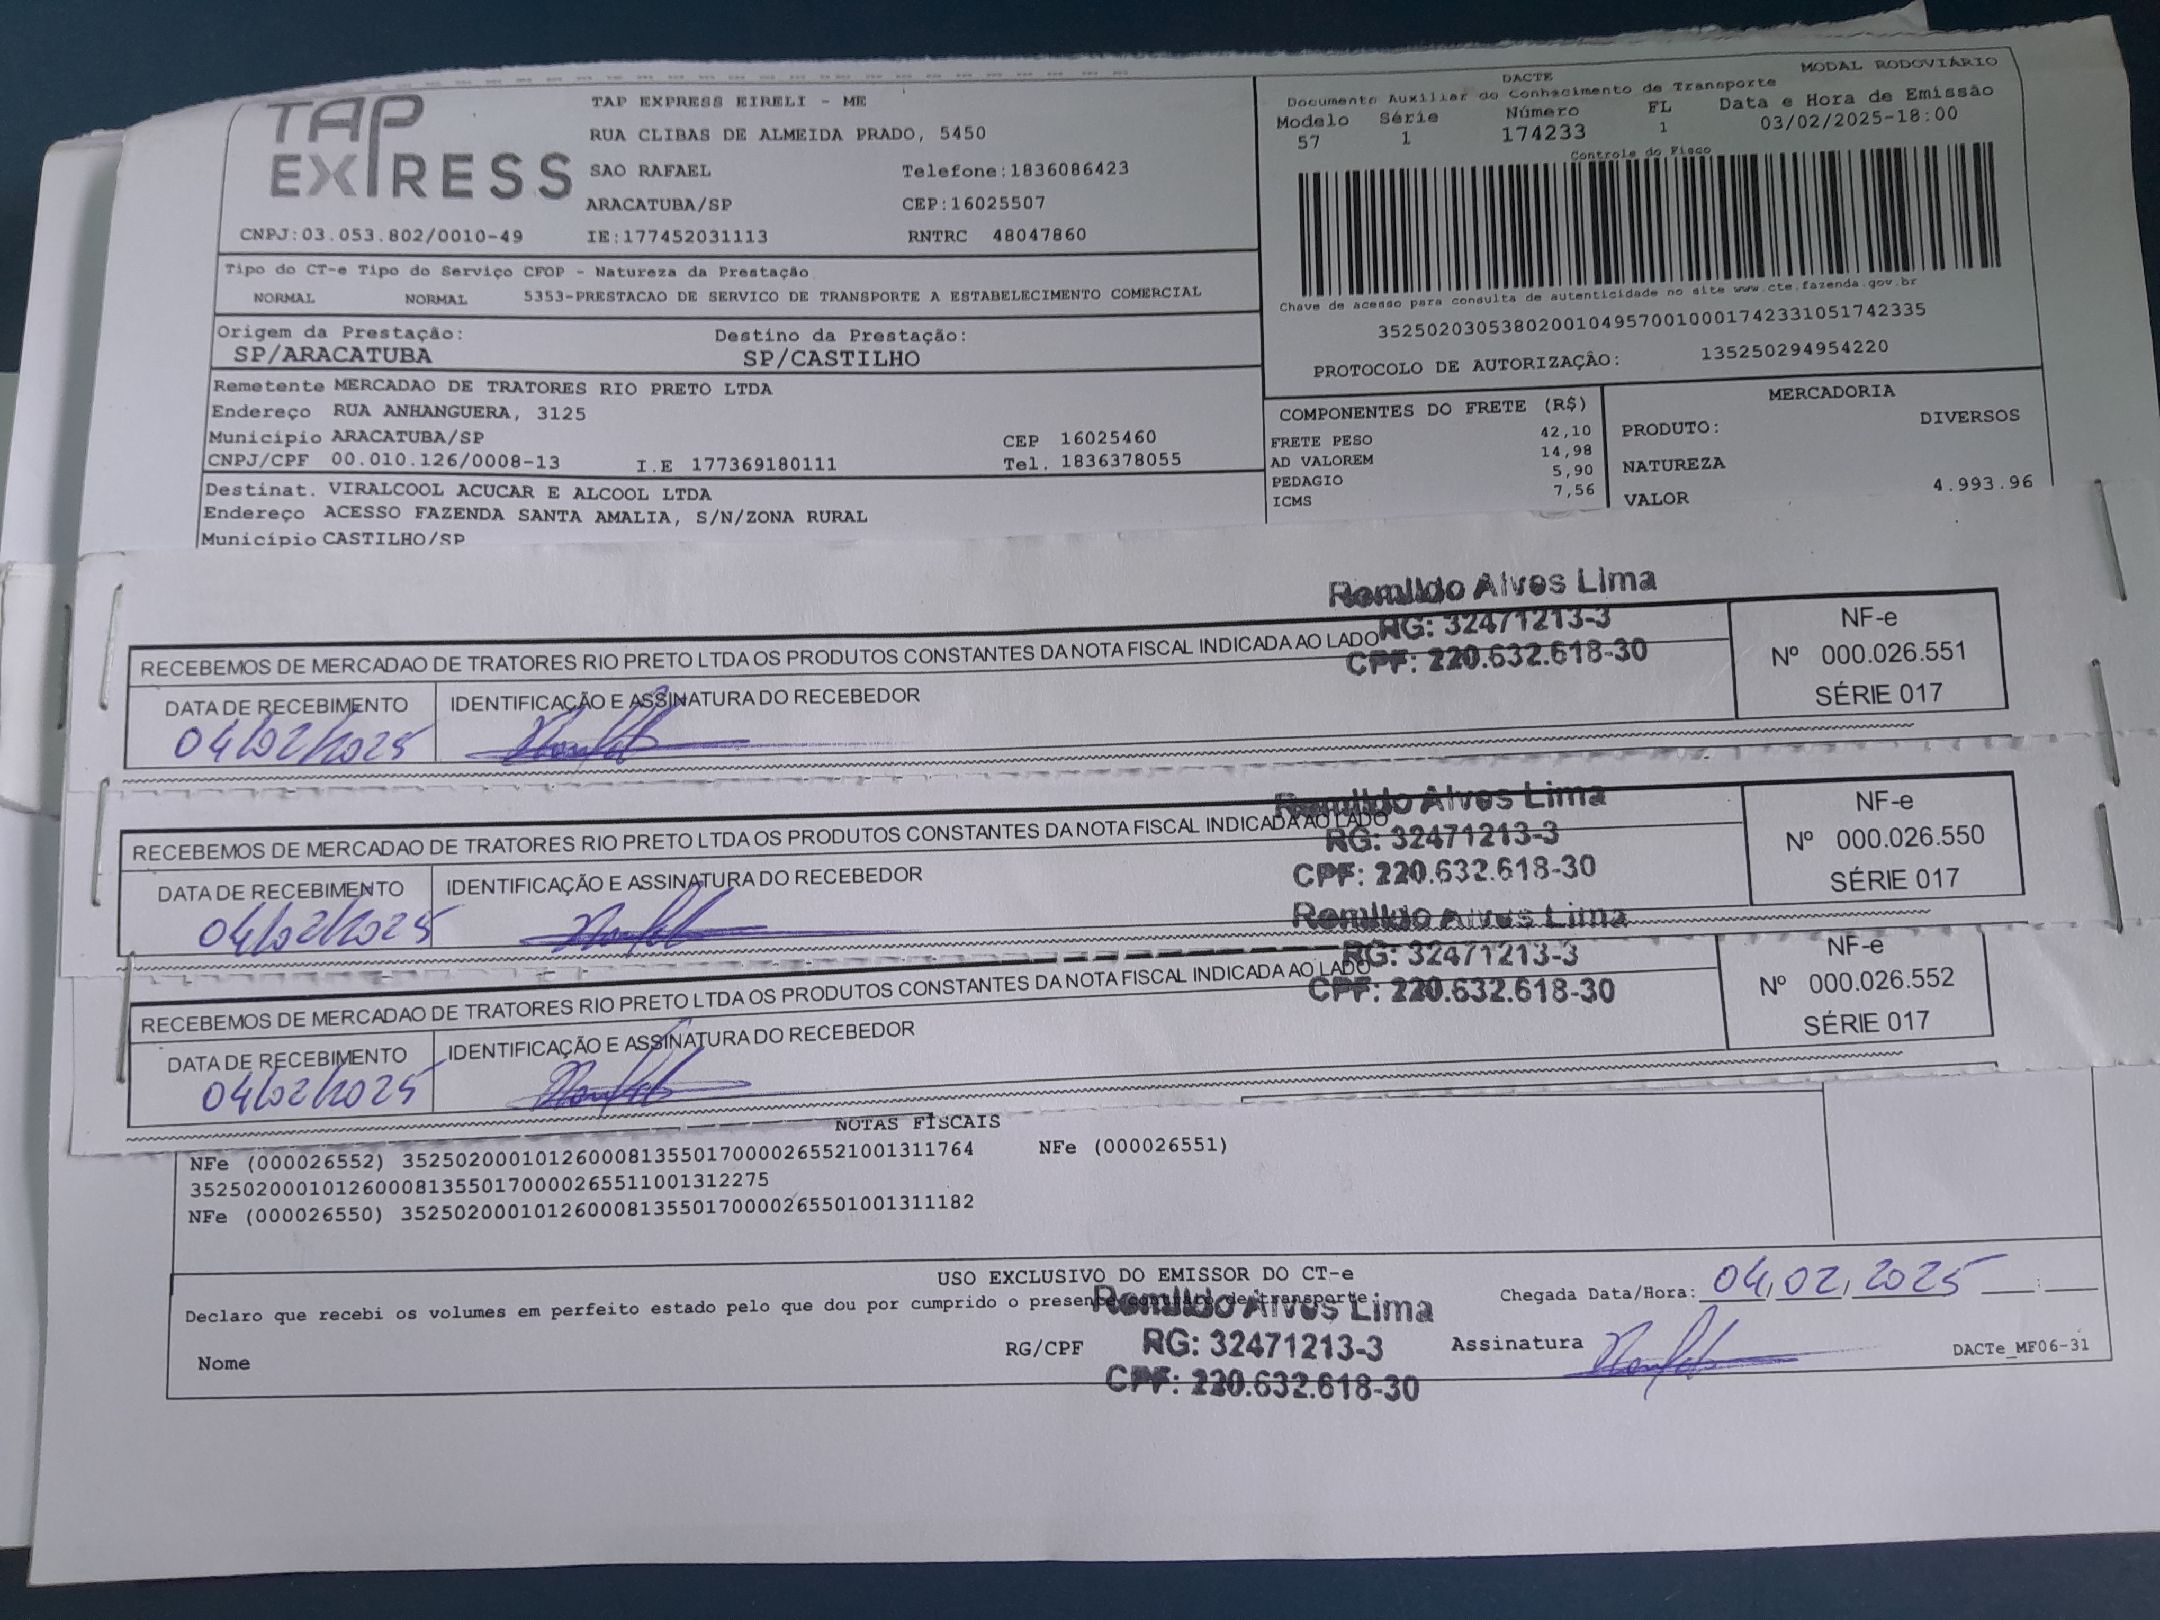 TAP EXPRESS
TAP EXPRESS EIRELI - ME
RUA CLIBAS DE ALMEIDA PRADO, 5450
SAO RAFAEL Telefone:1836086423
ARACATUBA/SP CEP:16025507
CNPJ:03.053.802/0010-49 IE:177452031113 RNTRC 48047860
DACTE MODAL RODOVIÁRIO
Documento Auxiliar do Conhecimento de Transporte
Modelo Série Número FL Data e Hora de Emissão
57 1 174233 1 03/02/2025-18:00
Controle do Fisco
Chave de acesso para consulta de autenticidade no site www.cte.fazenda.gov.br
35250203053802001049570010001742331051742335
PROTOCOLO DE AUTORIZAÇÃO: 135250294954220
Tipo do CT-e Tipo do Serviço CFOP - Natureza da Prestação
NORMAL NORMAL 5353-PRESTACAO DE SERVICO DE TRANSPORTE A ESTABELECIMENTO COMERCIAL
Origem da Prestação: Destino da Prestação:
SP/ARACATUBA SP/CASTILHO
Remetente MERCADAO DE TRATORES RIO PRETO LTDA
Endereço RUA ANHANGUERA, 3125
Município ARACATUBA/SP CEP 16025460
CNPJ/CPF 00.010.126/0008-13 I.E 177369180111 Tel. 1836378055
Destinat. VIRALCOOL ACUCAR E ALCOOL LTDA
Endereço ACESSO FAZENDA SANTA AMALIA, S/N/ZONA RURAL
Município CASTILHO/SP
COMPONENTES DO FRETE (R$)
FRETE PESO 42,10
AD VALOREM 14,98
PEDAGIO 5,90
ICMS 7,56
MERCADORIA
PRODUTO: DIVERSOS
NATUREZA
VALOR 4.993.96
Romildo Alves Lima
RG: 32471213-3
CPF: 220.632.618-30
RECEBEMOS DE MERCADAO DE TRATORES RIO PRETO LTDA OS PRODUTOS CONSTANTES DA NOTA FISCAL INDICADA AO LADO
NF-e
Nº 000.026.551
SÉRIE 017
DATA DE RECEBIMENTO IDENTIFICAÇÃO E ASSINATURA DO RECEBEDOR
04/02/2025
Romildo Alves Lima
RG: 32471213-3
CPF: 220.632.618-30
RECEBEMOS DE MERCADAO DE TRATORES RIO PRETO LTDA OS PRODUTOS CONSTANTES DA NOTA FISCAL INDICADA AO LADO
NF-e
Nº 000.026.550
SÉRIE 017
DATA DE RECEBIMENTO IDENTIFICAÇÃO E ASSINATURA DO RECEBEDOR
04/02/2025
Romildo Alves Lima
RG: 32471213-3
CPF: 220.632.618-30
RECEBEMOS DE MERCADAO DE TRATORES RIO PRETO LTDA OS PRODUTOS CONSTANTES DA NOTA FISCAL INDICADA AO LADO
NF-e
Nº 000.026.552
SÉRIE 017
DATA DE RECEBIMENTO IDENTIFICAÇÃO E ASSINATURA DO RECEBEDOR
04/02/2025
NOTAS FISCAIS
NFe (000026552) 35250200010126000813550170000265521001311764 NFe (000026551)
35250200010126000813550170000265511001312275
NFe (000026550) 35250200010126000813550170000265501001311182
USO EXCLUSIVO DO EMISSOR DO CT-e
Declaro que recebi os volumes em perfeito estado pelo que dou por cumprido o presente contrato de transporte.
Chegada Data/Hora: 04, 02, 2025 :
Romildo Alves Lima
RG: 32471213-3
CPF: 220.632.618-30
Nome RG/CPF Assinatura
DACTe_MF06-31